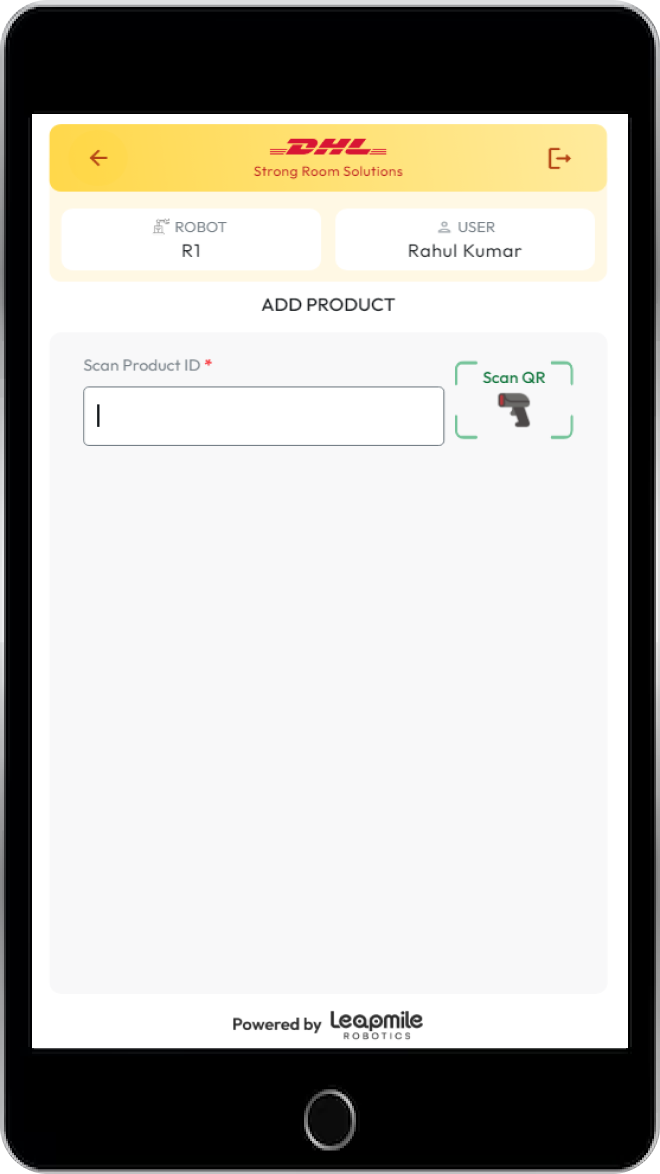 DHL
Strong Room Solutions
ROBOT
R1
USER
Rahul Kumar
ADD PRODUCT
Scan Product ID *
Scan QR
Powered by Leapmile
ROBOTICS